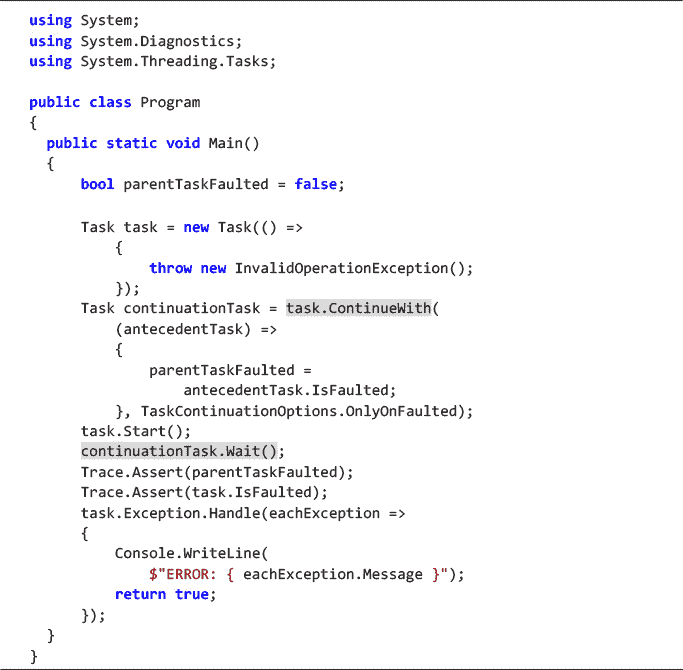 using System;
using System.Diagnostics;
using System.Threading.Tasks;
public class Program
{
public static void Main()
{
bool parentTaskFaulted = false;
Task task = new Task(() =>
{
throw new InvalidOperationException();
});
Task continuationTask = task.ContinueWith(
(antecedentTask) =>
{
parentTaskFaulted =
antecedentTask.IsFaulted;
}, TaskContinuationOptions.OnlyOnFaulted);
task.Start();
continuationTask.Wait();
Trace.Assert(parentTaskFaulted);
Trace.Assert(task.IsFaulted);
task.Exception.Handle(eachException =>
{
Console.WriteLine(
$"ERROR: { eachException.Message }");
return true;
});
}
}